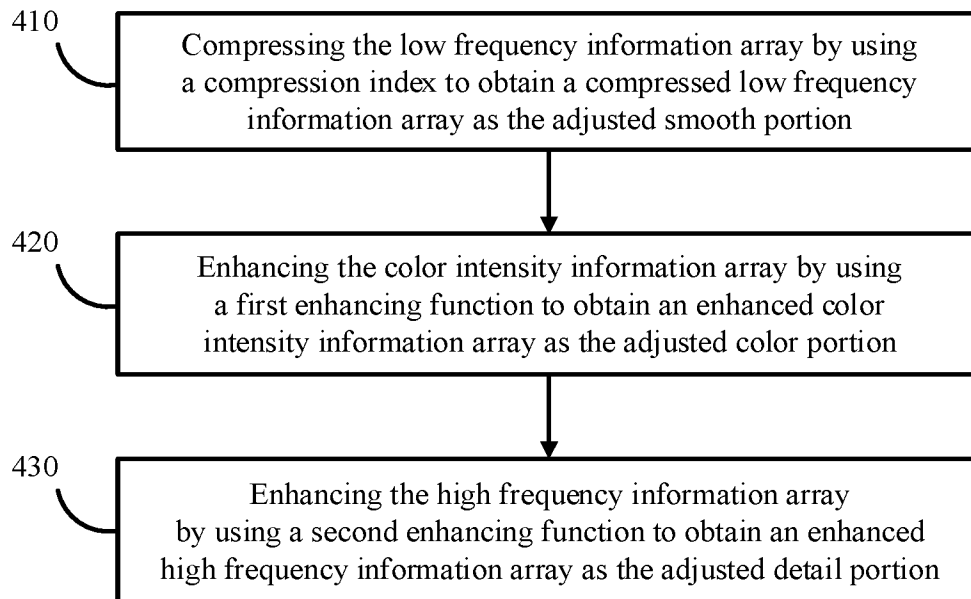 410
Compressing the low frequency information array by using
a compression index to obtain a compressed low frequency
information array as the adjusted smooth portion
420
Enhancing the color intensity information array by using
a first enhancing function to obtain an enhanced color
intensity information array as the adjusted color portion
430
Enhancing the high frequency information array
by using a second enhancing function to obtain an enhanced
high frequency information array as the adjusted detail portion